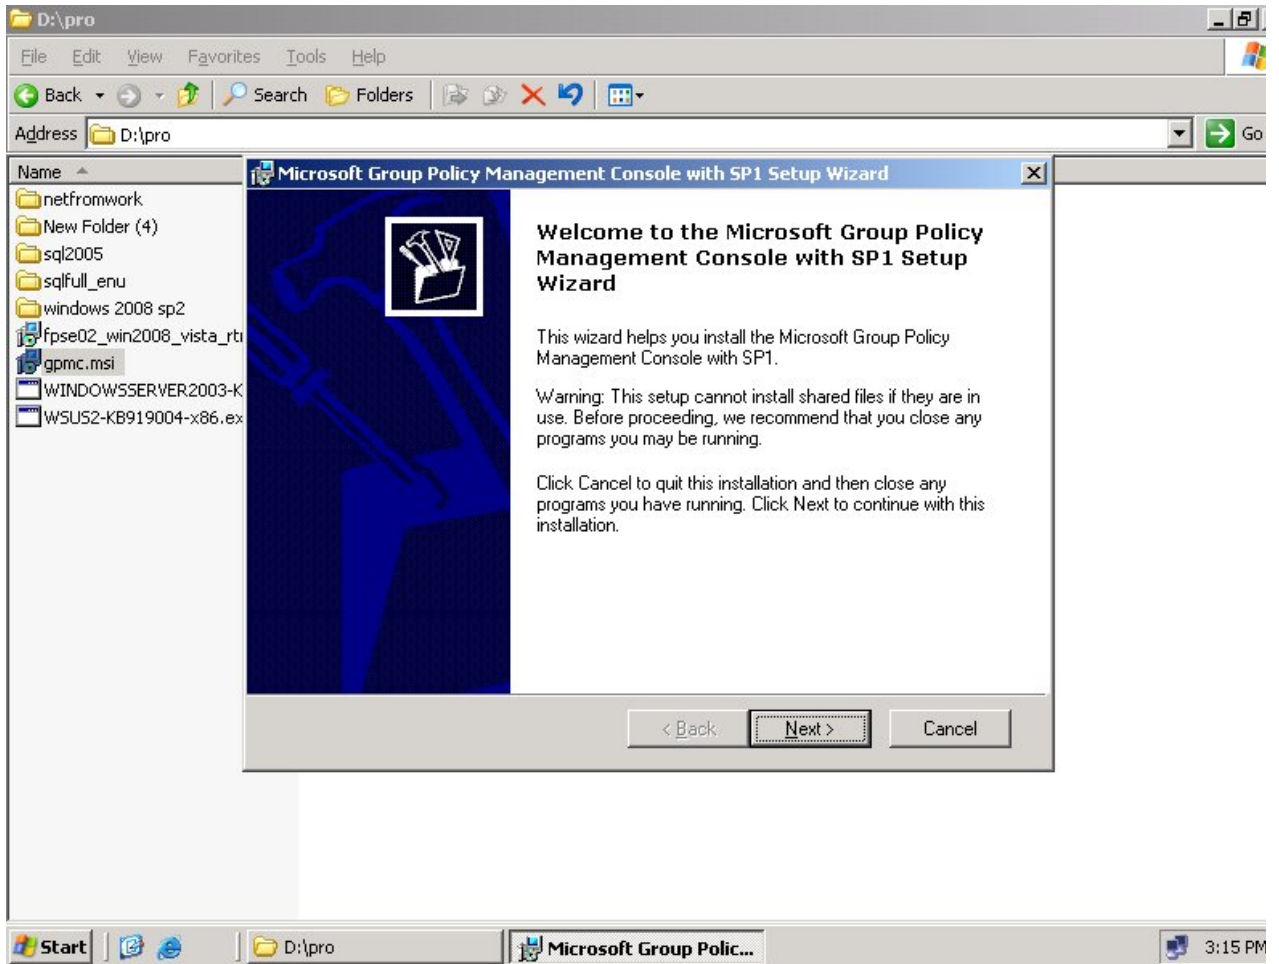 D:\pro
File Edit View Favorites Tools Help
Back Search Folders
Address D:\pro Go
Name
netfromwork
New Folder (4)
sql2005
sqlfull_enu
windows 2008 sp2
fpse02_win2008_vista_rt
gpmc.msi
WINDOWSSERVER2003-K
WSUS2-KB919004-x86.ex
Microsoft Group Policy Management Console with SP1 Setup Wizard
Welcome to the Microsoft Group Policy
Management Console with SP1 Setup
Wizard
This wizard helps you install the Microsoft Group Policy
Management Console with SP1.
Warning: This setup cannot install shared files if they are in
use. Before proceeding, we recommend that you close any
programs you may be running.
Click Cancel to quit this installation and then close any
programs you have running. Click Next to continue with this
installation.
< Back Next > Cancel
Start D:\pro Microsoft Group Polic... 3:15 PM